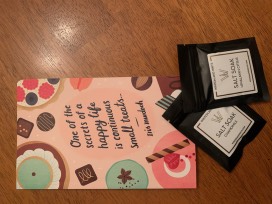 One of the
secrets of a
happy life
is continuous
small treats..
Iris Murdoch
SALT SOAK
SALT SOAK